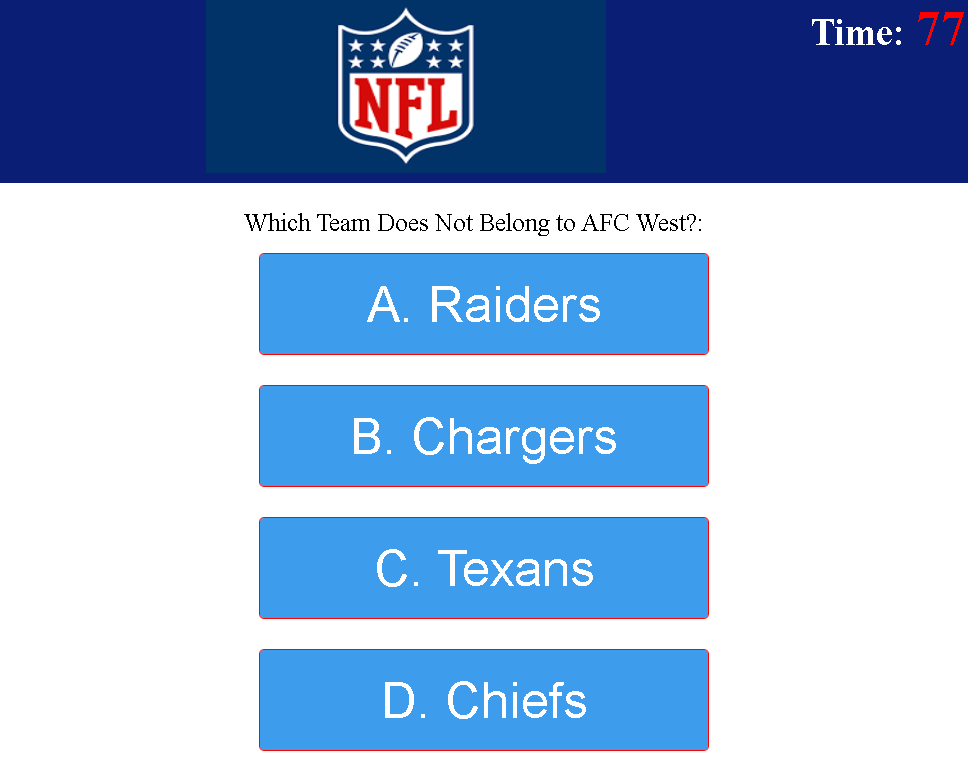 NFL
Time: 77
Which Team Does Not Belong to AFC West?:
A. Raiders
B. Chargers
C. Texans
D. Chiefs